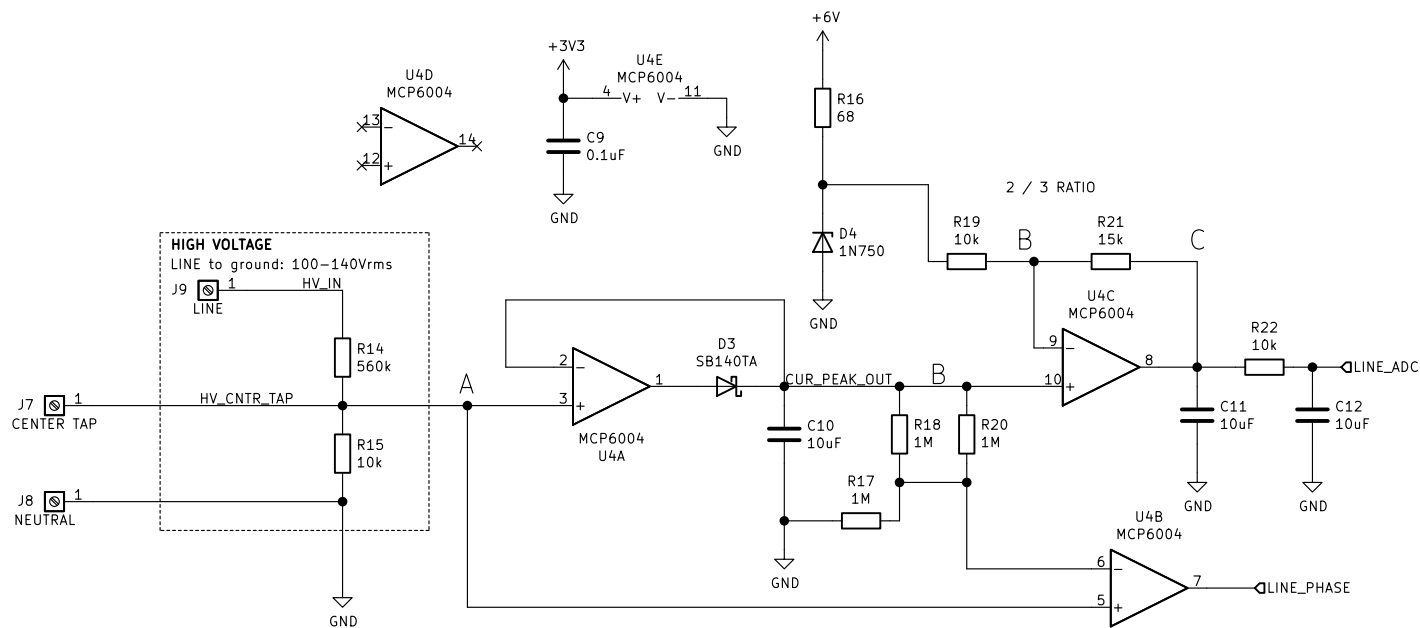 +6V
+3V3
U4E
MCP6004
U4D
MCP6004
4 V+ V- 11
R16
68
13
14
12
C9
0.1uF
GND
GND
2 / 3 RATIO
HIGH VOLTAGE
LINE to ground: 100-140Vrms
J9 1 HV_IN
LINE
D4
1N750
R19
10k
B
R21
15k
C
GND
U4C
MCP6004
R14
560k
D3
SB140TA
9
8
10
R22
10k
LINE_ADC
2
1
3
CUR_PEAK_OUT
B
A
J7 1 HV_CNTR_TAP
CENTER TAP
MCP6004
U4A
C10
10uF
R18
1M
R20
1M
C11
10uF
C12
10uF
R15
10k
R17
1M
J8 1
NEUTRAL
GND
GND
U4B
MCP6004
GND
6
7
5
LINE_PHASE
GND